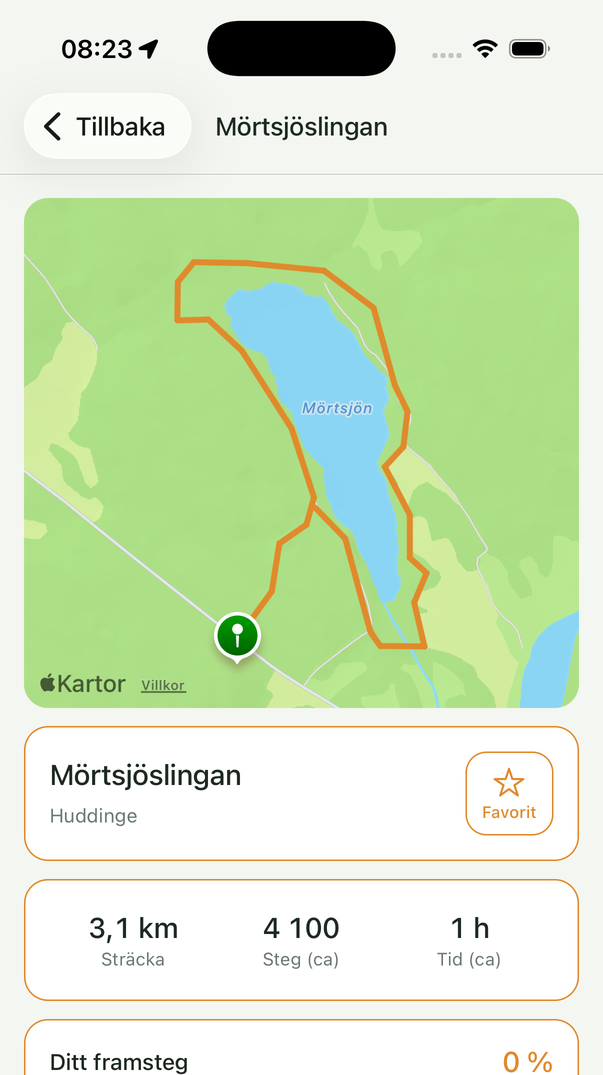 08:23
Tillbaka
Mörtsjöslingan
Mörtsjön
Kartor Villkor
Mörtsjöslingan
Huddinge
Favorit
3,1 km 4 100 1 h
Sträcka Steg (ca) Tid (ca)
Ditt framsteg 0 %